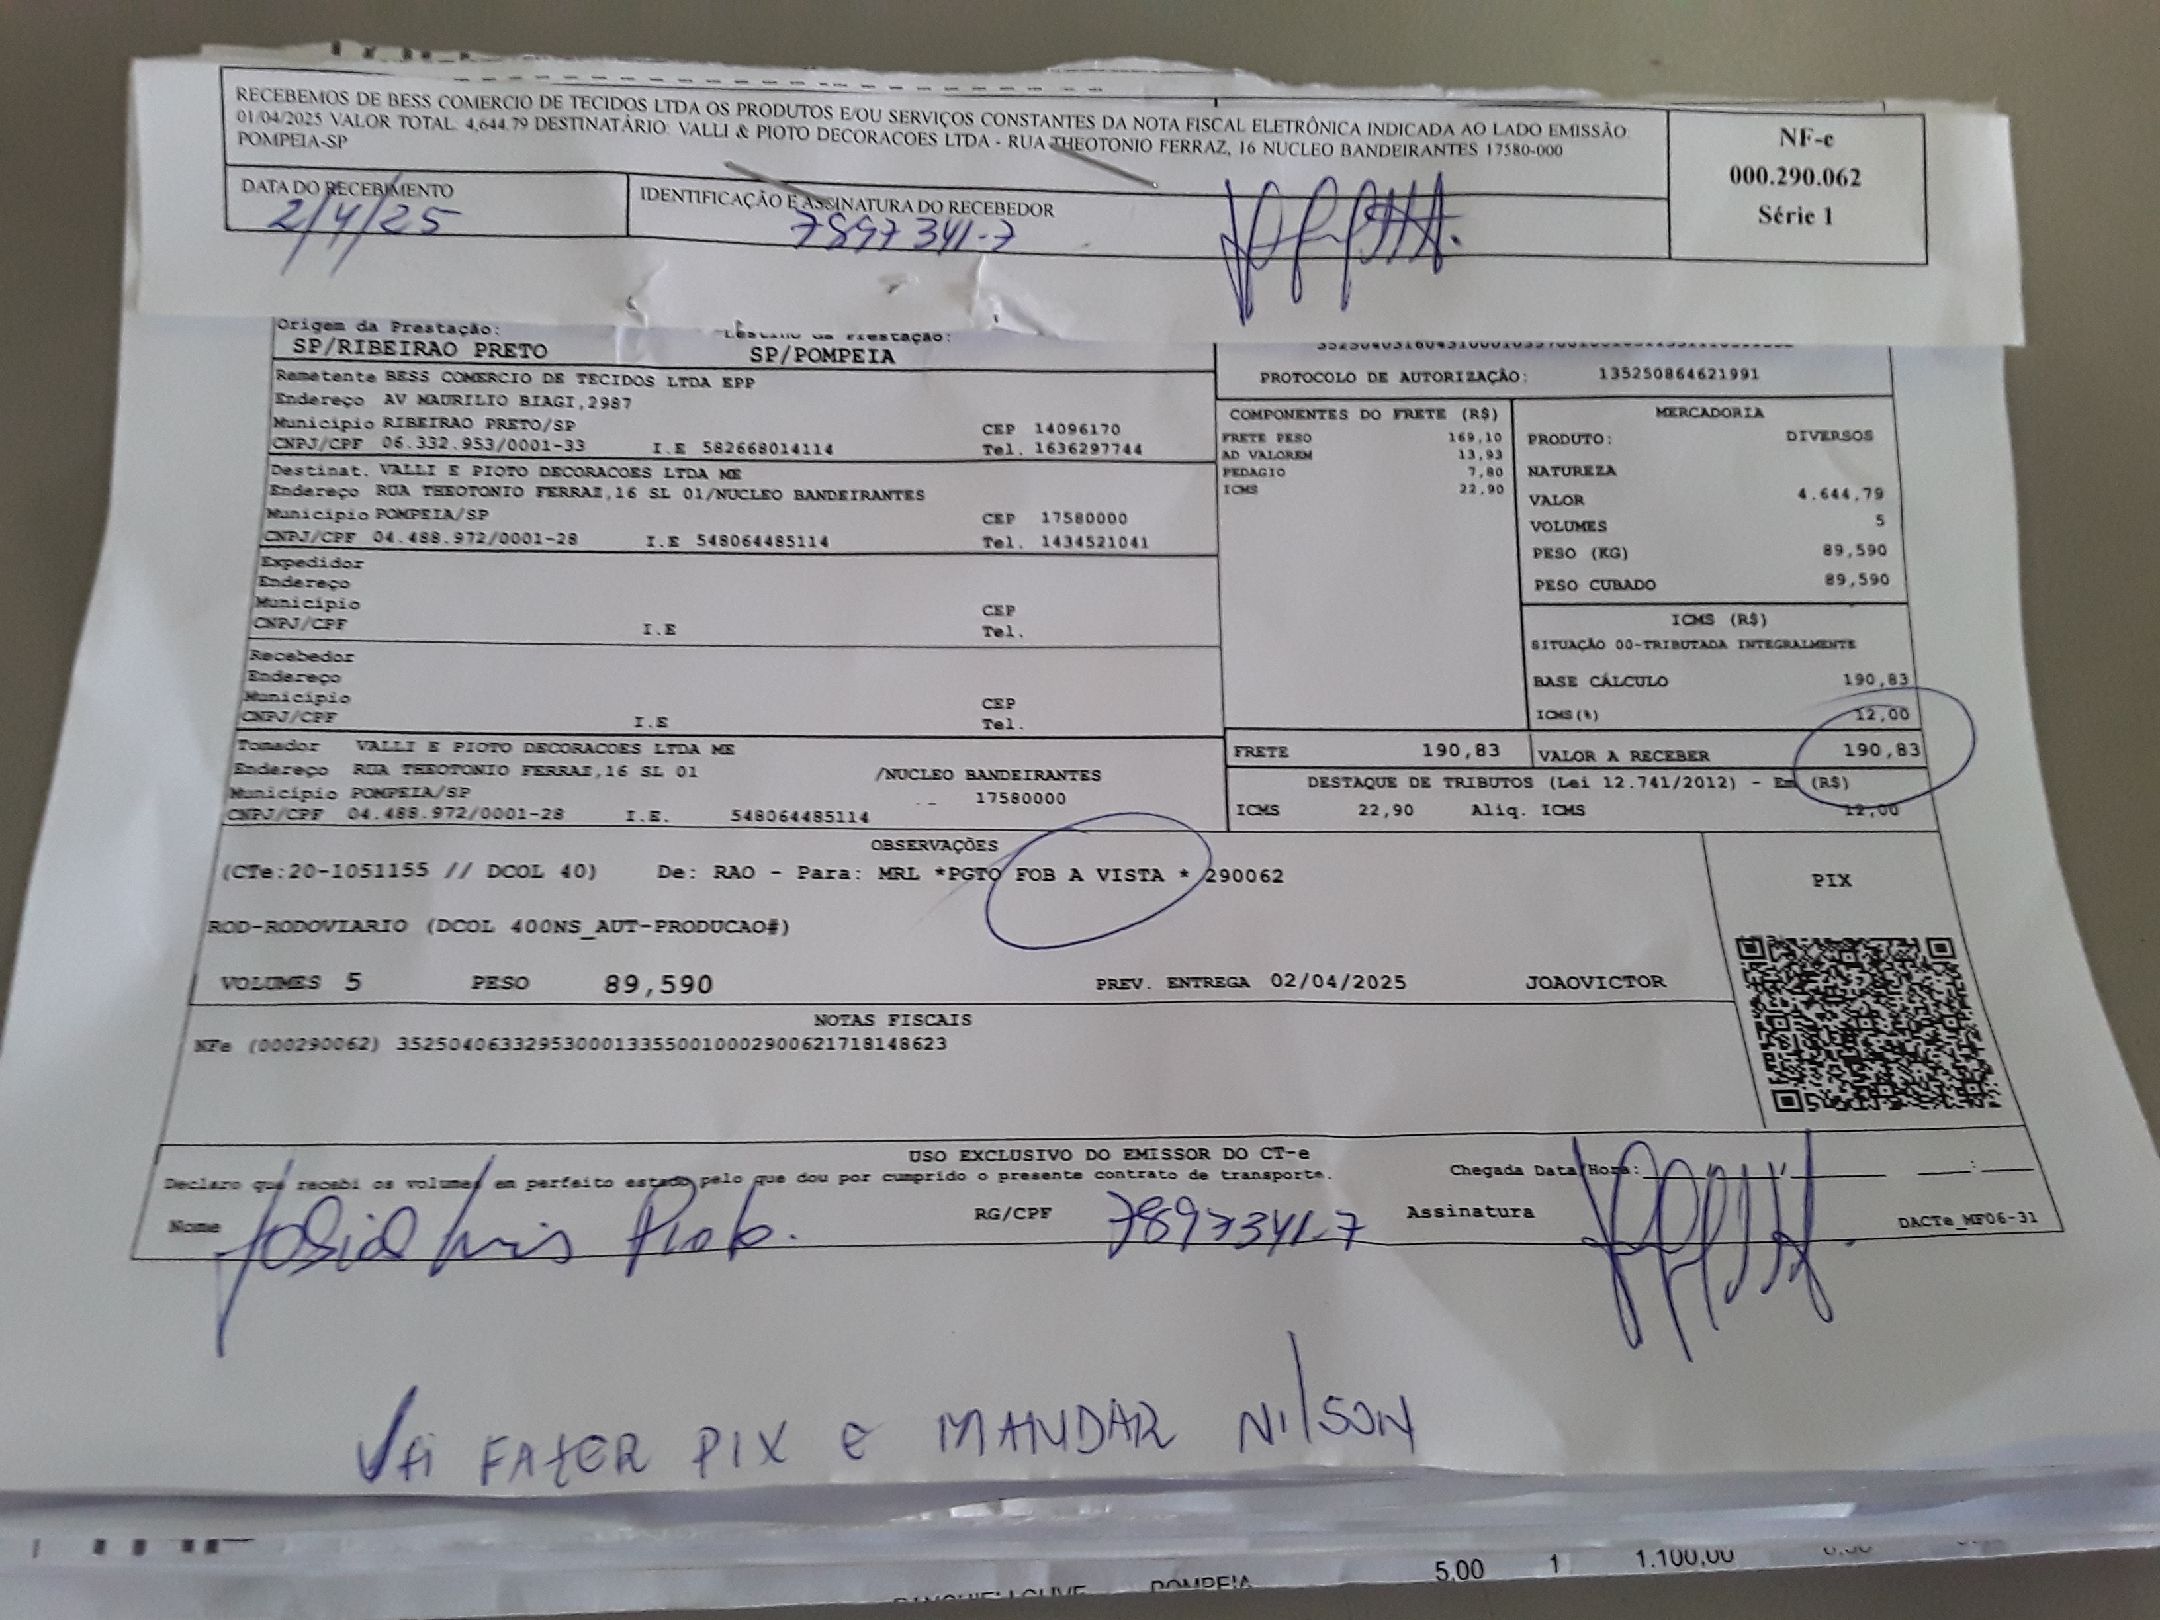 RECEBEMOS DE BESS COMERCIO DE TECIDOS LTDA OS PRODUTOS E/OU SERVIÇOS CONSTANTES DA NOTA FISCAL ELETRÔNICA INDICADA AO LADO EMISSÃO:
01/04/2025 VALOR TOTAL: 4,644.79 DESTINATÁRIO: VALLI & PIOTO DECORACOES LTDA - RUA THEOTONIO FERRAZ, 16 NUCLEO BANDEIRANTES 17580-000
POMPEIA-SP
NF-e
000.290.062
Série 1
DATA DO RECEBIMENTO
2/4/25
IDENTIFICAÇÃO E ASSINATURA DO RECEBEDOR
7897341-7
Origem da Prestação:
SP/RIBEIRAO PRETO
Destino da Prestação:
SP/POMPEIA
Remetente BESS COMERCIO DE TECIDOS LTDA EPP
Endereço AV MAURILIO BIAGI,2987
Município RIBEIRAO PRETO/SP CEP 14096170
CNPJ/CPF 06.332.953/0001-33 I.E 582668014114 Tel. 1636297744
Destinat. VALLI E PIOTO DECORACOES LTDA ME
Endereço RUA THEOTONIO FERRAZ,16 SL 01/NUCLEO BANDEIRANTES
Município POMPEIA/SP CEP 17580000
CNPJ/CPF 04.488.972/0001-28 I.E 548064485114 Tel. 1434521041
Expedidor
Endereço
Município CEP
CNPJ/CPF I.E Tel.
Recebedor
Endereço
Município CEP
CNPJ/CPF I.E Tel.
Tomador VALLI E PIOTO DECORACOES LTDA ME
Endereço RUA THEOTONIO FERRAZ,16 SL 01 /NUCLEO BANDEIRANTES
Município POMPEIA/SP 17580000
CNPJ/CPF 04.488.972/0001-28 I.E. 548064485114
PROTOCOLO DE AUTORIZAÇÃO: 135250864621991
COMPONENTES DO FRETE (R$)
FRETE PESO 169,10
AD VALOREM 13,93
PEDAGIO 7,80
ICMS 22,90
MERCADORIA
PRODUTO: DIVERSOS
NATUREZA
VALOR 4.644,79
VOLUMES 5
PESO (KG) 89,590
PESO CUBADO 89,590
ICMS (R$)
SITUAÇÃO 00-TRIBUTADA INTEGRALMENTE
BASE CÁLCULO 190,83
ICMS(%) 12,00
FRETE 190,83 VALOR A RECEBER 190,83
DESTAQUE DE TRIBUTOS (Lei 12.741/2012) - Em (R$)
ICMS 22,90 Aliq. ICMS 12,00
OBSERVAÇÕES
(CTe:20-1051155 // DCOL 40) De: RAO - Para: MRL *PGTO FOB A VISTA * 290062
ROD-RODOVIARIO (DCOL 400NS_AUT-PRODUCAO#)
VOLUMES 5 PESO 89,590 PREV. ENTREGA 02/04/2025 JOAOVICTOR
PIX
NOTAS FISCAIS
NFe (000290062) 35250406332953000133550010002900621718148623
USO EXCLUSIVO DO EMISSOR DO CT-e
Declaro que recebi os volumes em perfeito estado pelo que dou por cumprido o presente contrato de transporte.
Chegada Data/Hora:
Nome Josiel Luis Pioto. RG/CPF 7897341-7 Assinatura
DACTe_MF06-31
VAI FAZER PIX E MANDAR NILSON
POMPEIA 5,00 1 1.100,00